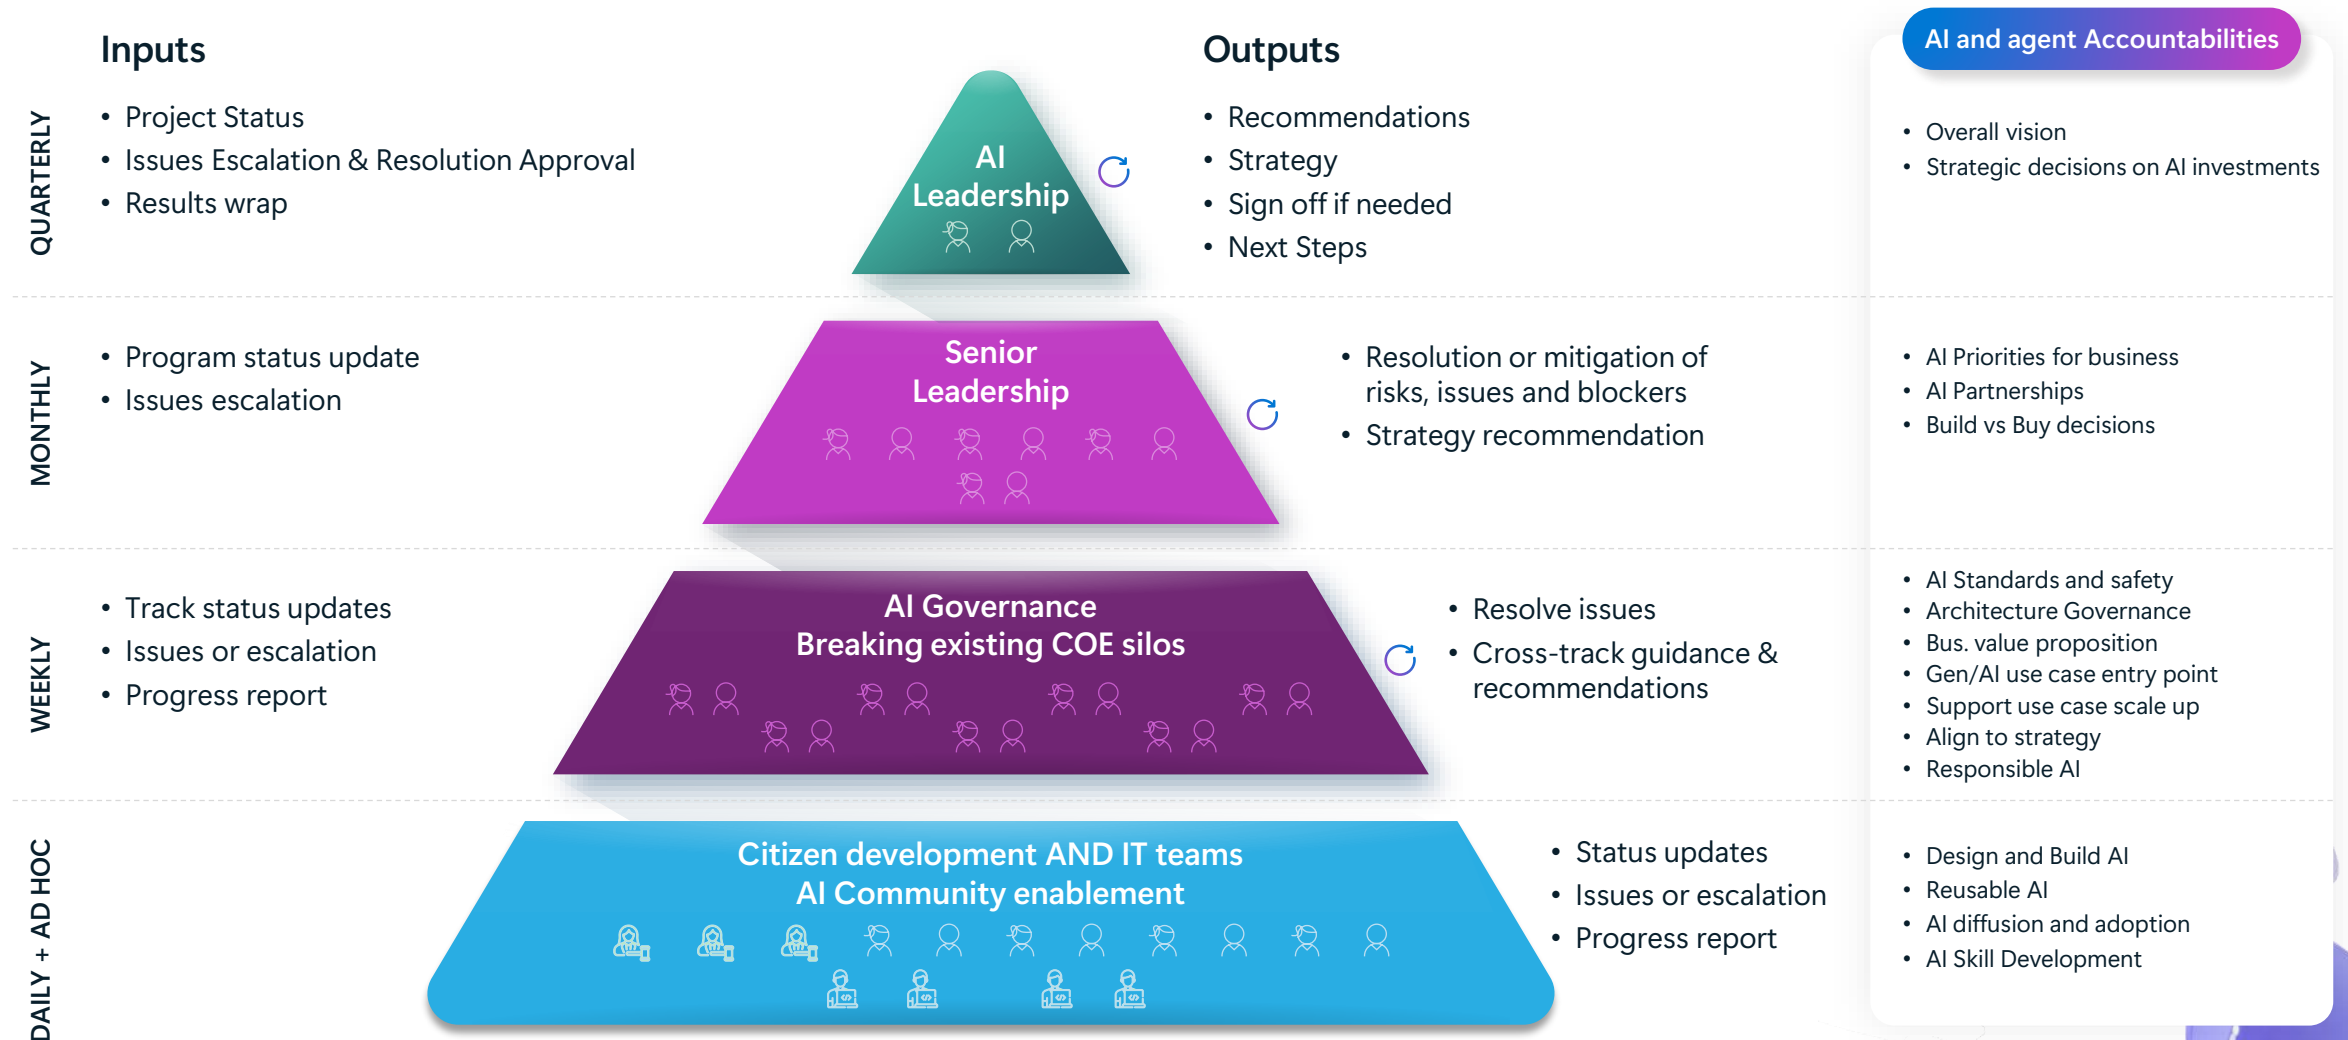 Inputs
Outputs
AI and agent Accountabilities
QUARTERLY
• Project Status
• Issues Escalation & Resolution Approval
• Results wrap
AI
Leadership
• Recommendations
• Strategy
• Sign off if needed
• Next Steps
• Overall vision
• Strategic decisions on AI investments
MONTHLY
• Program status update
• Issues escalation
Senior
Leadership
• Resolution or mitigation of
risks, issues and blockers
• Strategy recommendation
• AI Priorities for business
• AI Partnerships
• Build vs Buy decisions
WEEKLY
• Track status updates
• Issues or escalation
• Progress report
AI Governance
Breaking existing COE silos
• Resolve issues
• Cross-track guidance &
recommendations
• AI Standards and safety
• Architecture Governance
• Bus. value proposition
• Gen/AI use case entry point
• Support use case scale up
• Align to strategy
• Responsible AI
DAILY + AD HOC
Citizen development AND IT teams
AI Community enablement
• Status updates
• Issues or escalation
• Progress report
• Design and Build AI
• Reusable AI
• AI diffusion and adoption
• AI Skill Development